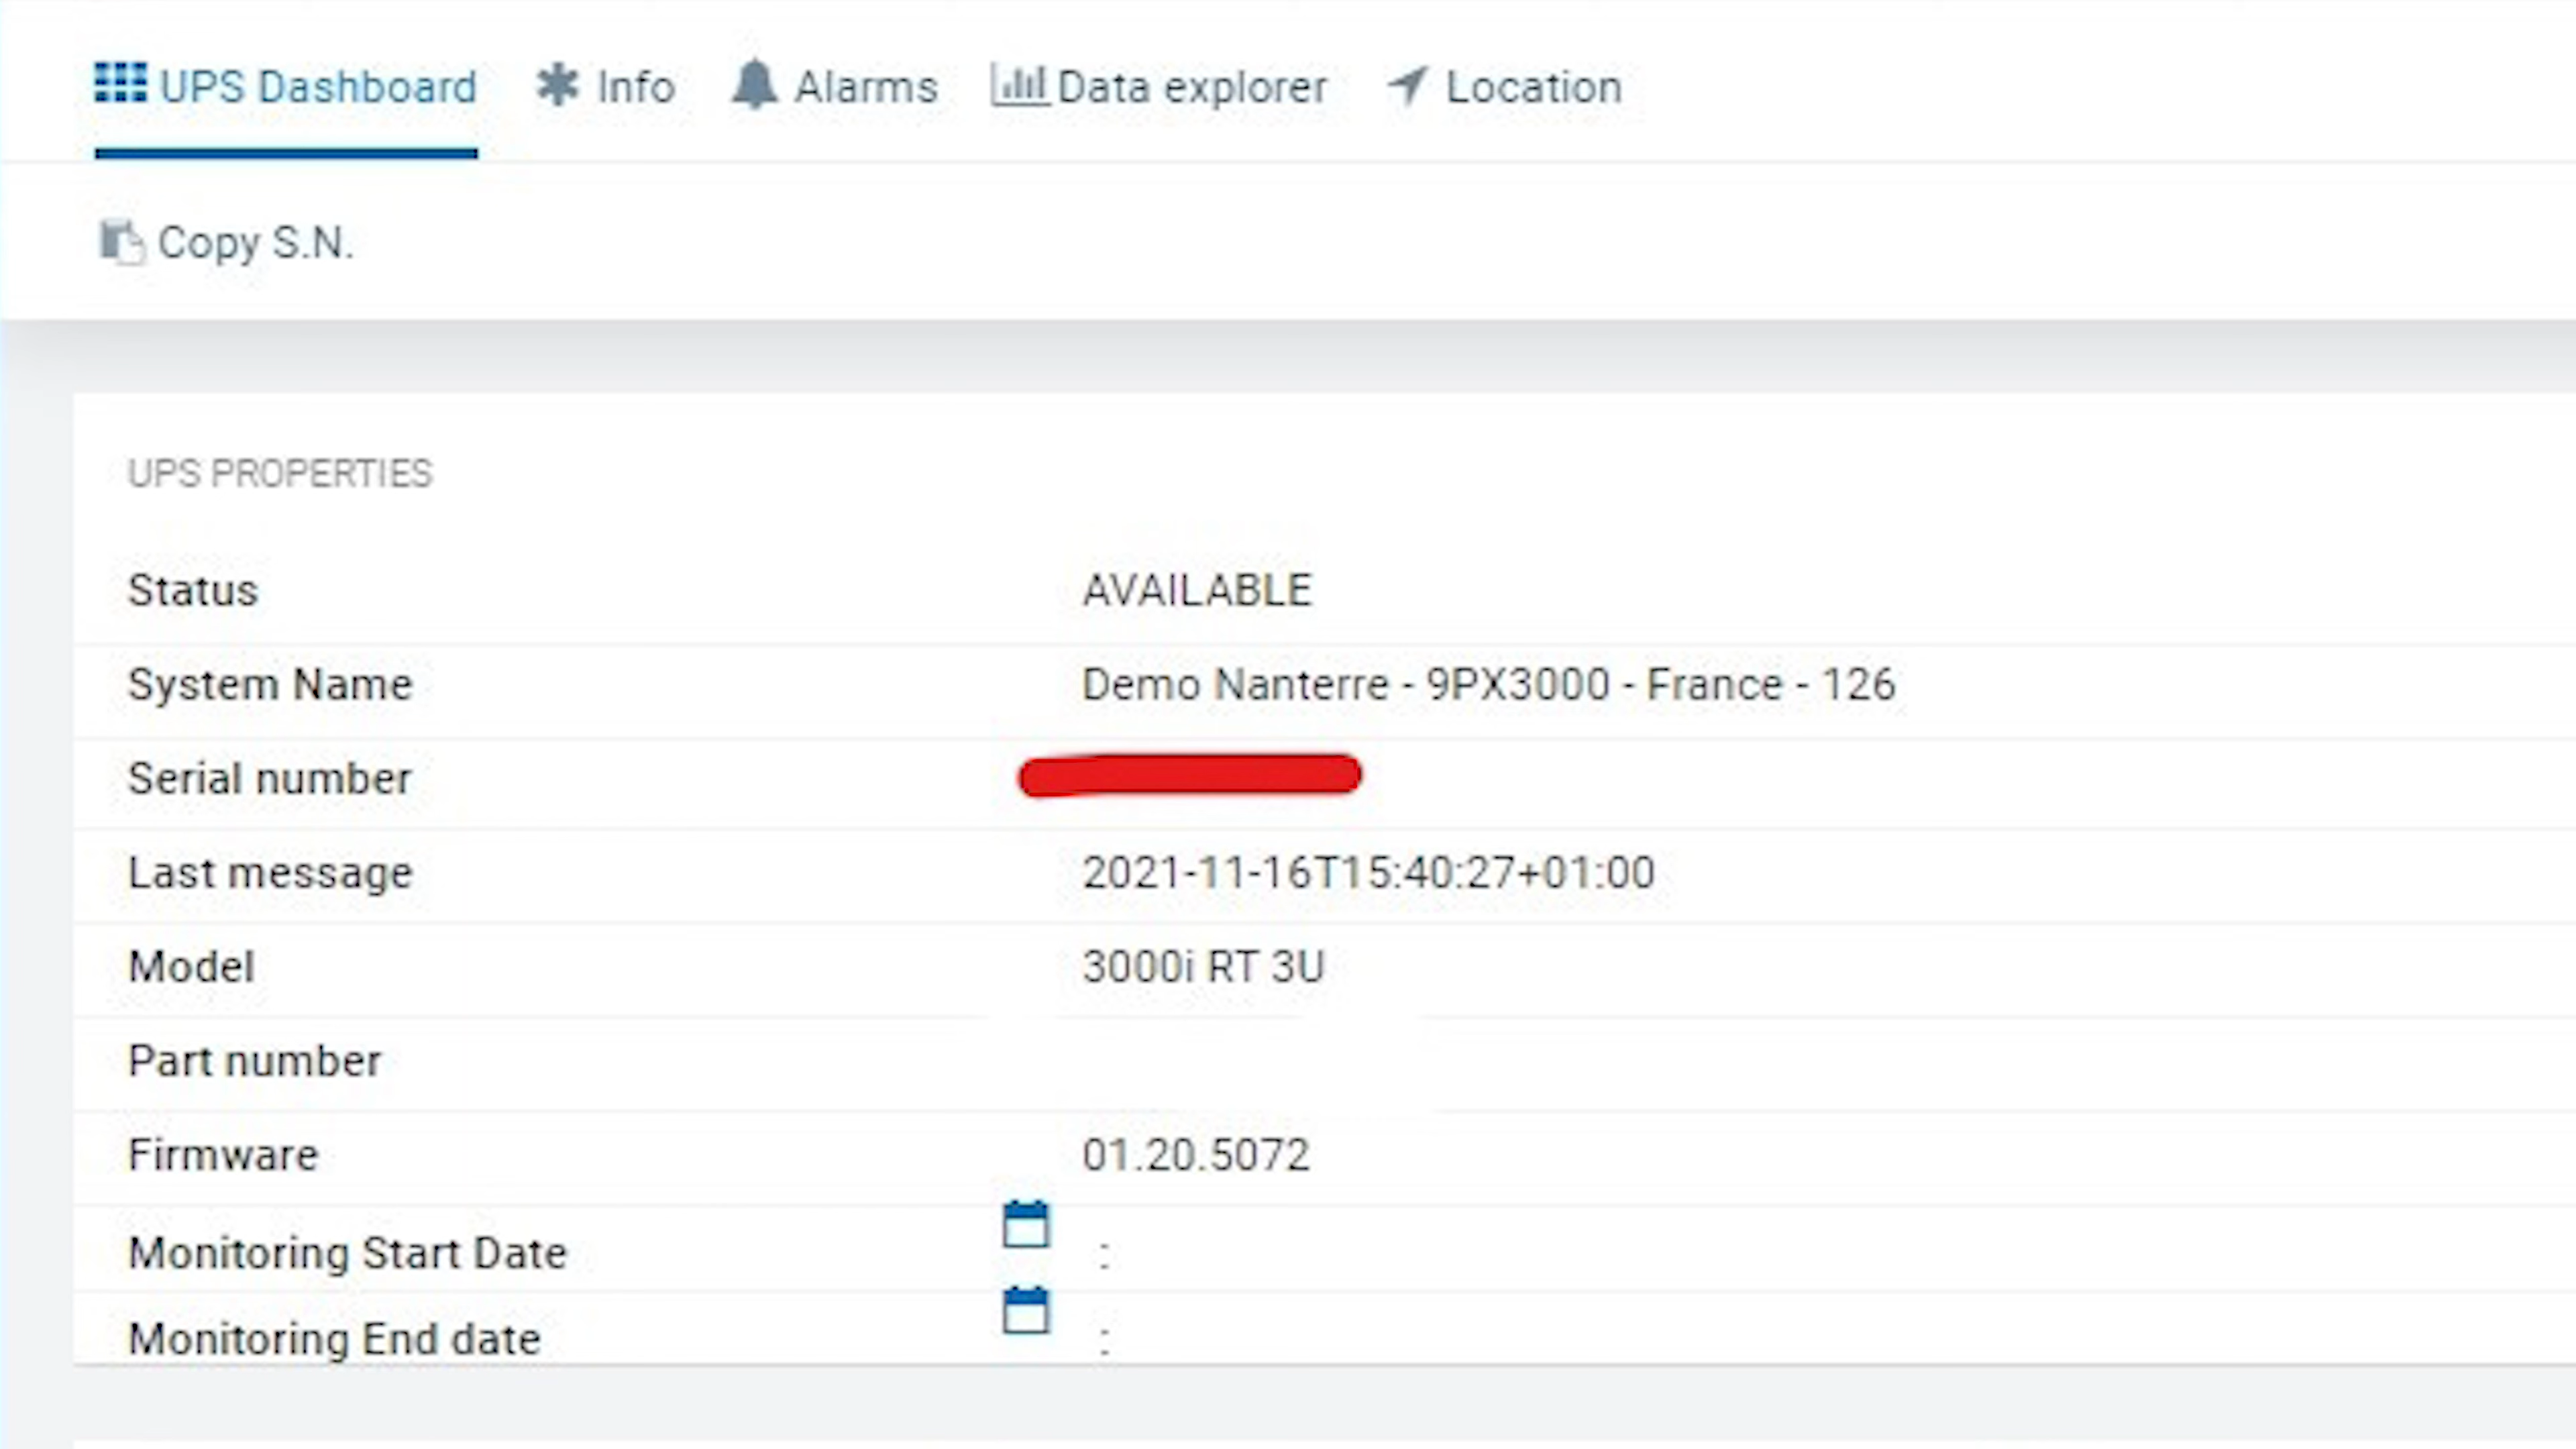 UPS Dashboard Info Alarms Data explorer Location
Copy S.N.
UPS PROPERTIES
Status AVAILABLE
System Name Demo Nanterre - 9PX3000 - France - 126
Serial number
Last message 2021-11-16T15:40:27+01:00
Model 3000i RT 3U
Part number
Firmware 01.20.5072
Monitoring Start Date :
Monitoring End date :